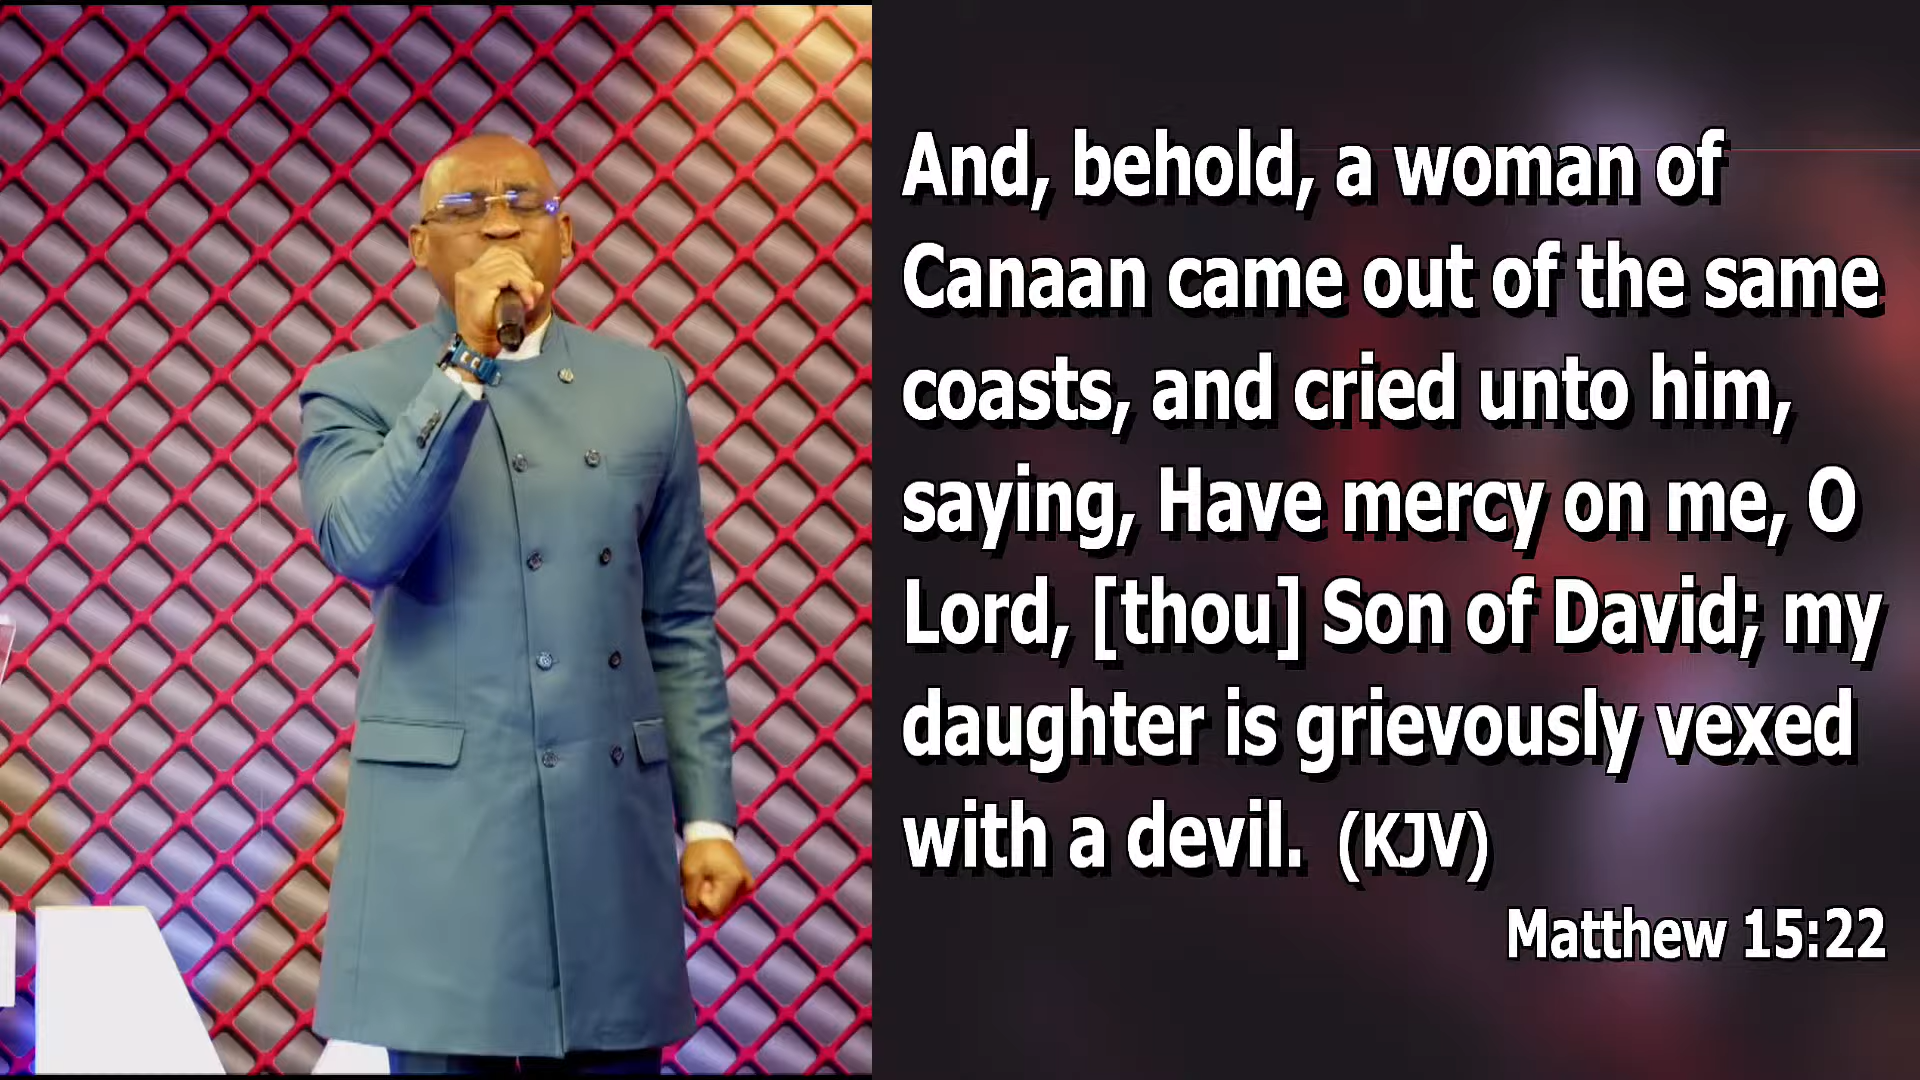 And, behold, a woman of
Canaan came out of the same
coasts, and cried unto him,
saying, Have mercy on me, O
Lord, [thou] Son of David; my
daughter is grievously vexed
with a devil. (KJV)
Matthew 15:22